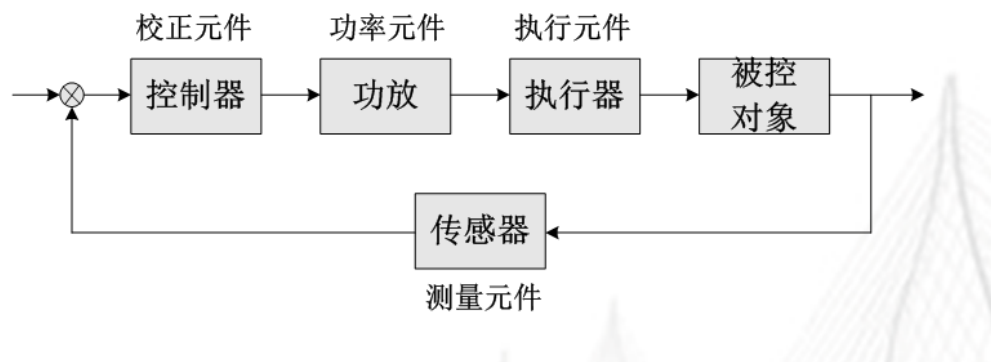 校正元件
功率元件
执行元件
控制器
功放
执行器
被控
对象
传感器
测量元件